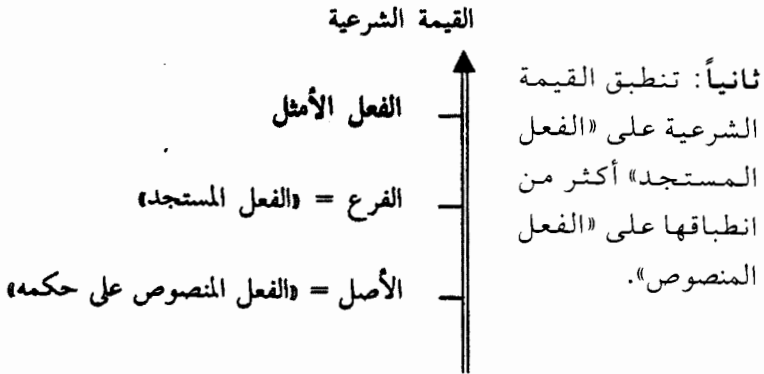 القيمة الشرعية
ثانياً: تنطبق القيمة
الشرعية على «الفعل
المستجد» أكثر من
انطباقها على «الفعل
المنصوص».
الفعل الأمثل
الفرع = «الفعل المستجد»
الأصل = «الفعل المنصوص على حكمه»